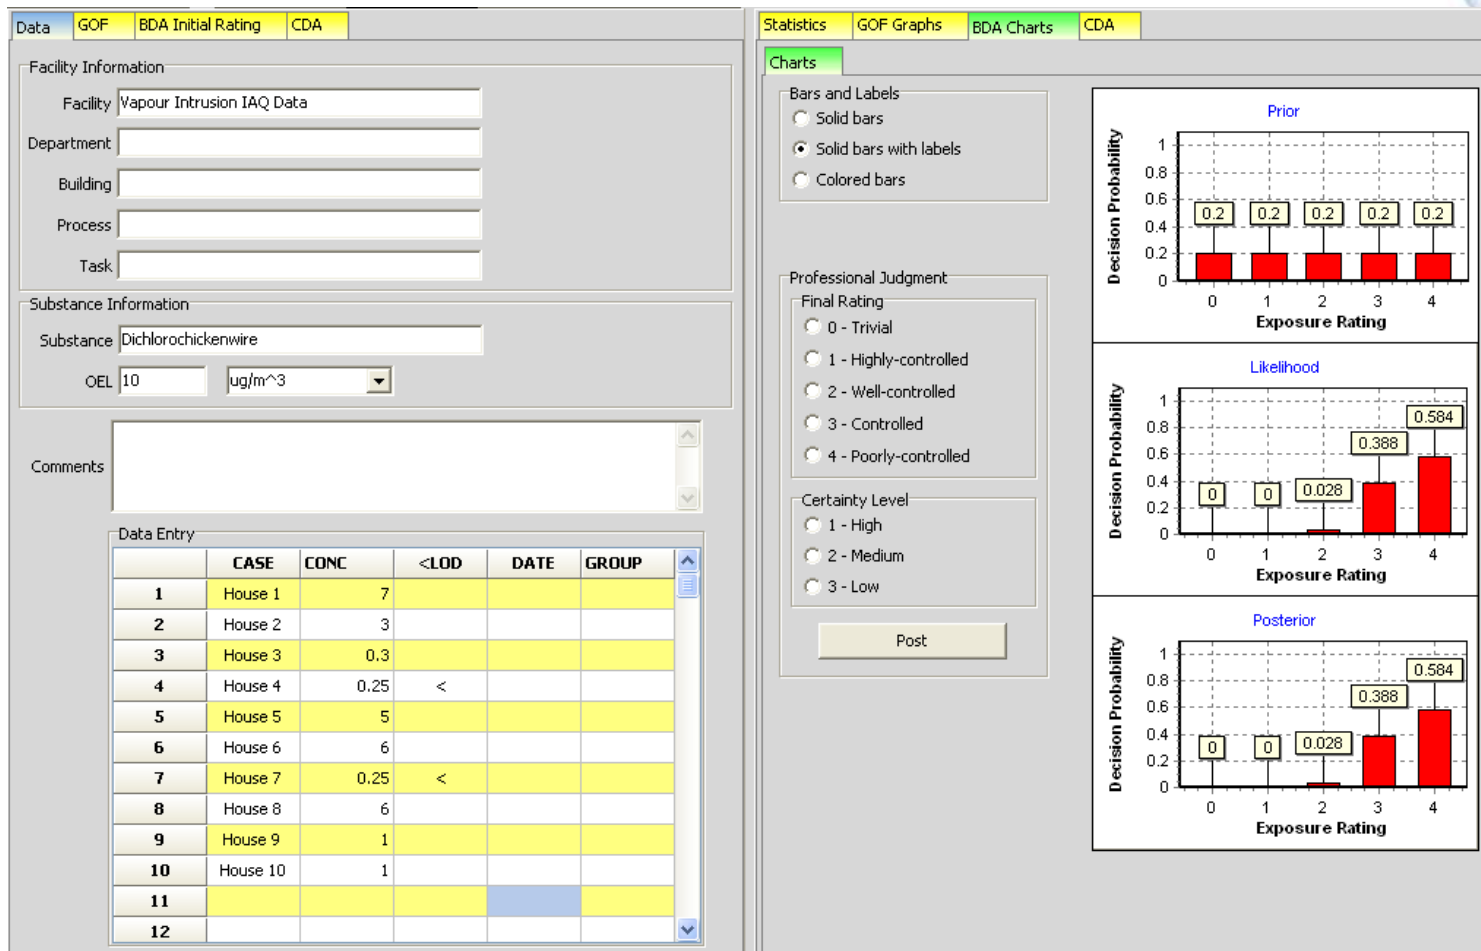 Data GOF BDA Initial Rating CDA
Facility Information
Facility Vapour Intrusion IAQ Data
Department
Building
Process
Task
Substance Information
Substance Dichlorochickenwire
OEL 10 ug/m^3
Comments
Data Entry
CASE CONC <LOD DATE GROUP
1 House 1 7
2 House 2 3
3 House 3 0.3
4 House 4 0.25 <
5 House 5 5
6 House 6 6
7 House 7 0.25 <
8 House 8 6
9 House 9 1
10 House 10 1
11
12
Statistics GOF Graphs BDA Charts CDA
Charts
Bars and Labels
Solid bars
Solid bars with labels
Colored bars
Professional Judgment
Final Rating
0 - Trivial
1 - Highly-controlled
2 - Well-controlled
3 - Controlled
4 - Poorly-controlled
Certainty Level
1 - High
2 - Medium
3 - Low
Post
Prior
Decision Probability
1
0.8
0.6
0.4
0.2
0
0.2 0.2 0.2 0.2 0.2
0 1 2 3 4
Exposure Rating
Likelihood
Decision Probability
1
0.8
0.6
0.4
0.2
0
0 0 0.028 0.388 0.584
0 1 2 3 4
Exposure Rating
Posterior
Decision Probability
1
0.8
0.6
0.4
0.2
0
0 0 0.028 0.388 0.584
0 1 2 3 4
Exposure Rating